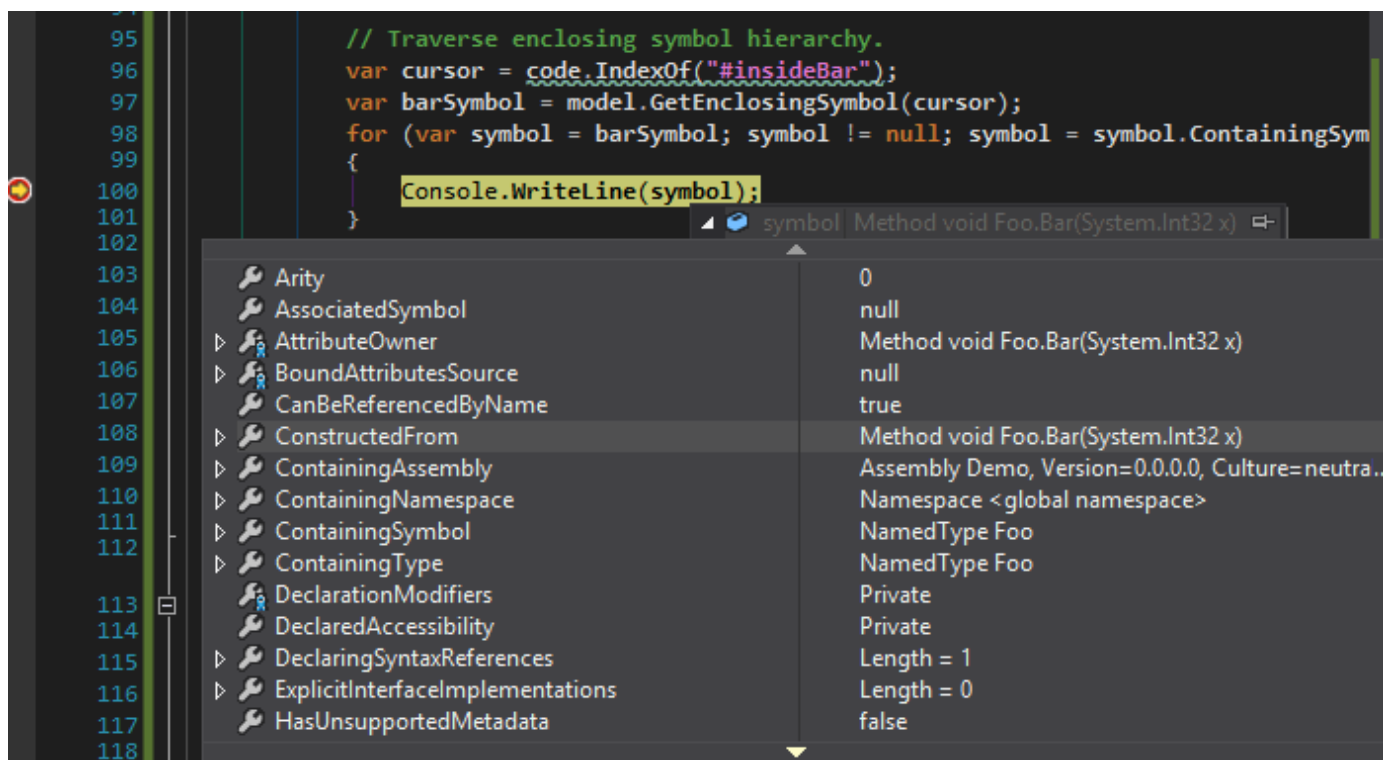 95 // Traverse enclosing symbol hierarchy.
96 var cursor = code.IndexOf("#insideBar");
97 var barSymbol = model.GetEnclosingSymbol(cursor);
98 for (var symbol = barSymbol; symbol != null; symbol = symbol.ContainingSym
99 {
100 Console.WriteLine(symbol);
101 }
symbol Method void Foo.Bar(System.Int32 x)
102
103 Arity 0
104 AssociatedSymbol null
105 AttributeOwner Method void Foo.Bar(System.Int32 x)
106 BoundAttributesSource null
107 CanBeReferencedByName true
108 ConstructedFrom Method void Foo.Bar(System.Int32 x)
109 ContainingAssembly Assembly Demo, Version=0.0.0.0, Culture=neutra...
110 ContainingNamespace Namespace <global namespace>
111
ContainingSymbol NamedType Foo
112
ContainingType NamedType Foo
113 DeclarationModifiers Private
114 DeclaredAccessibility Private
115 DeclaringSyntaxReferences Length = 1
116 ExplicitInterfaceImplementations Length = 0
117 HasUnsupportedMetadata false
118